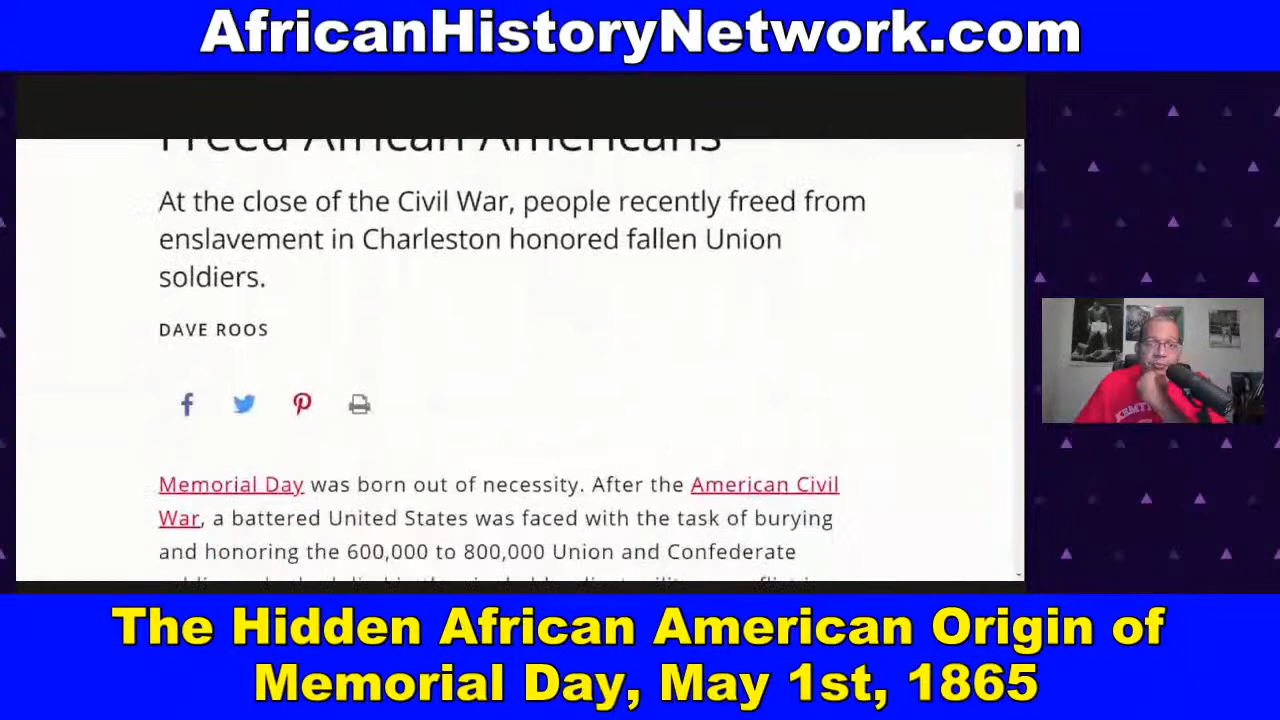 AfricanHistoryNetwork.com
Freed African Americans
At the close of the Civil War, people recently freed from
enslavement in Charleston honored fallen Union
soldiers.
DAVE ROOS
Memorial Day was born out of necessity. After the American Civil
War, a battered United States was faced with the task of burying
and honoring the 600,000 to 800,000 Union and Confederate
The Hidden African American Origin of
Memorial Day, May 1st, 1865